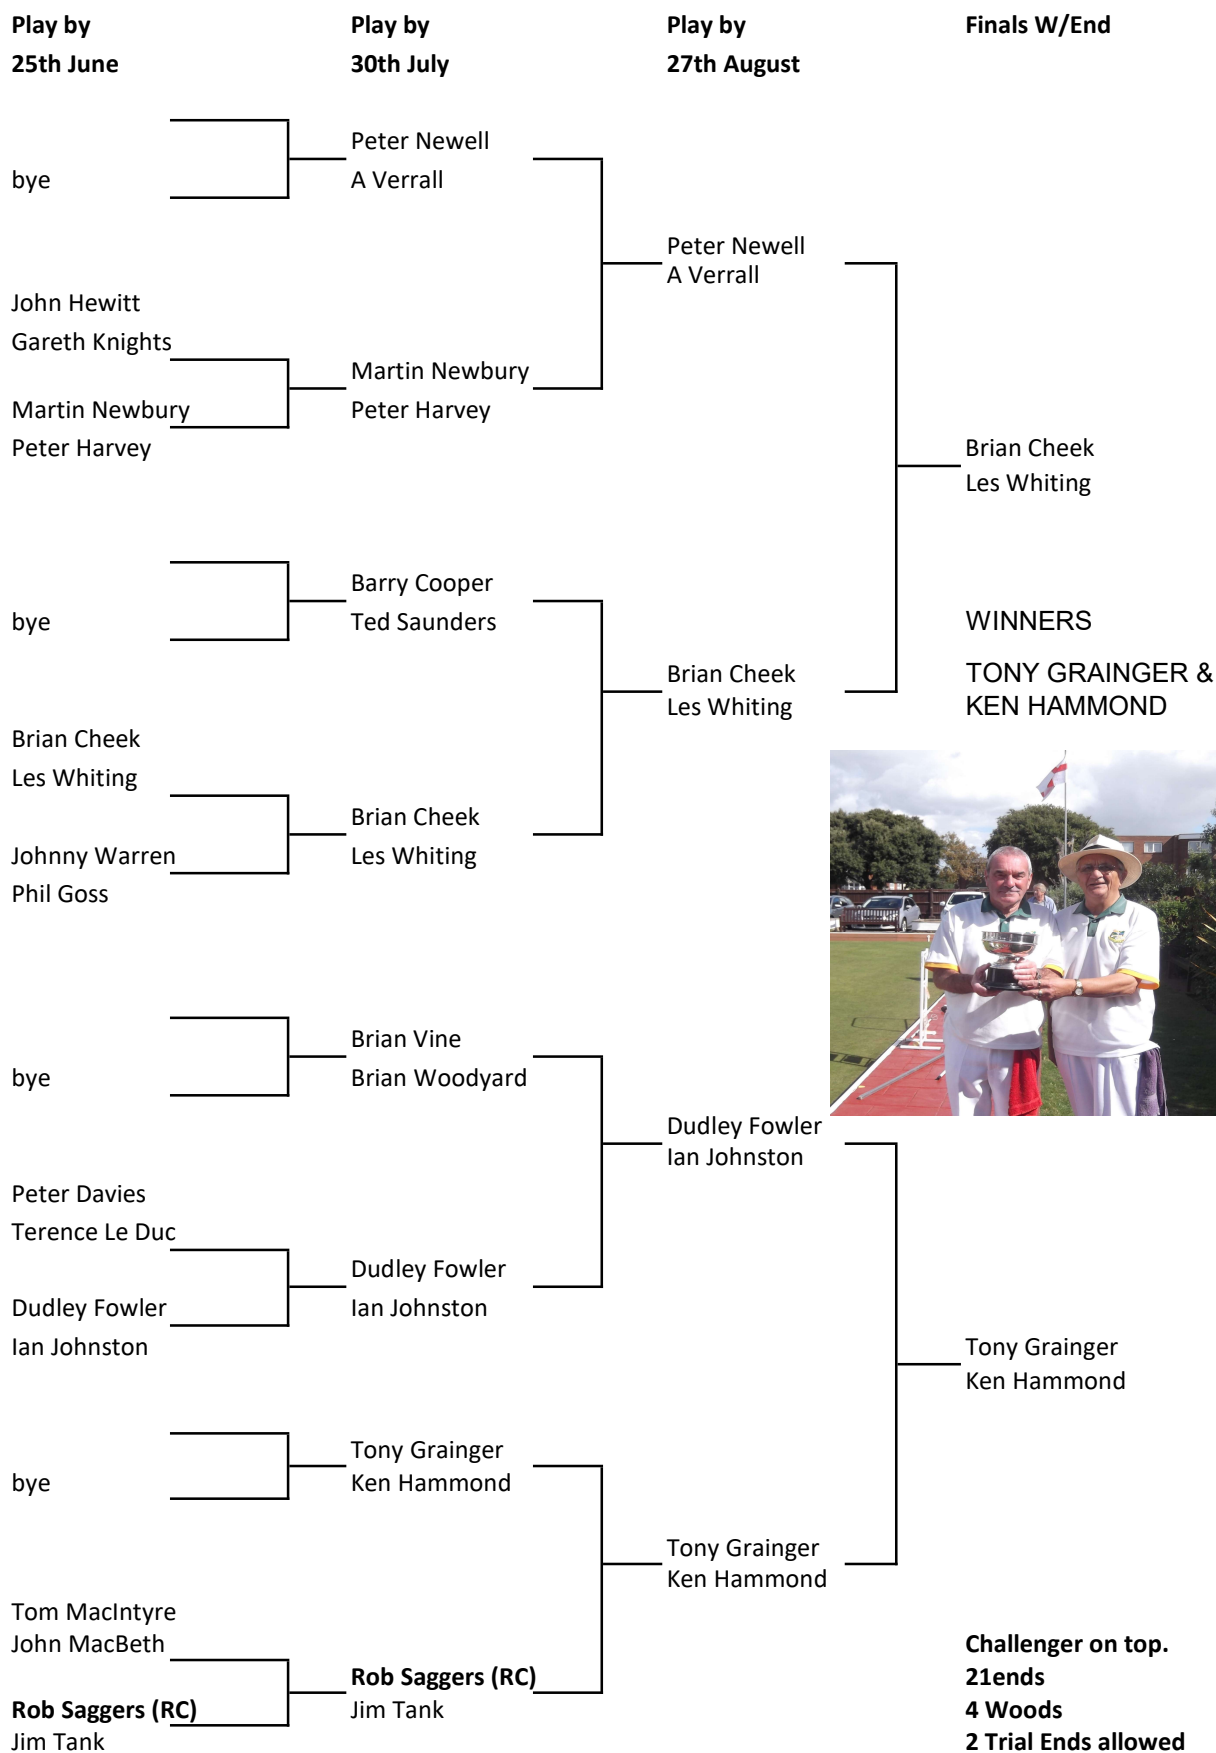 Play by
25th June
Play by
30th July
Play by
27th August
Finals W/End
bye
John Hewitt
Gareth Knights
Martin Newbury
Peter Harvey
bye
Brian Cheek
Les Whiting
Johnny Warren
Phil Goss
bye
Peter Davies
Terence Le Duc
Dudley Fowler
Ian Johnston
bye
Tom MacIntyre
John MacBeth
Rob Saggers (RC)
Jim Tank
Peter Newell
A Verrall
Martin Newbury
Peter Harvey
Barry Cooper
Ted Saunders
Brian Cheek
Les Whiting
Brian Vine
Brian Woodyard
Dudley Fowler
Ian Johnston
Tony Grainger
Ken Hammond
Rob Saggers (RC)
Jim Tank
Peter Newell
A Verrall
Brian Cheek
Les Whiting
Dudley Fowler
Ian Johnston
Tony Grainger
Ken Hammond
Brian Cheek
Les Whiting
WINNERS
TONY GRAINGER &
KEN HAMMOND
Tony Grainger
Ken Hammond
Challenger on top.
21ends
4 Woods
2 Trial Ends allowed